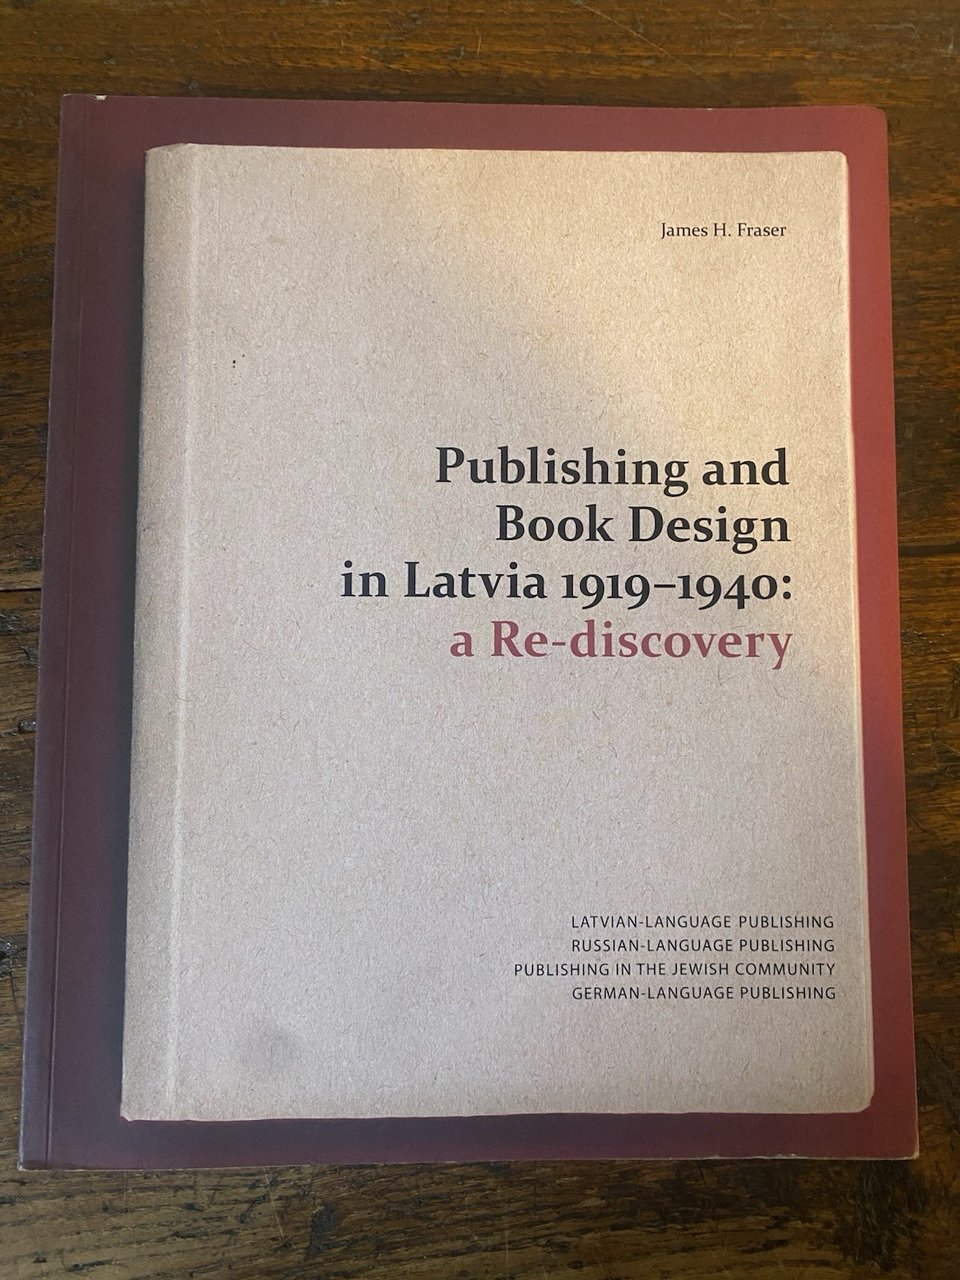 James H. Fraser
Publishing and
Book Design
in Latvia 1919–1940:
a Re-discovery
LATVIAN-LANGUAGE PUBLISHING
RUSSIAN-LANGUAGE PUBLISHING
PUBLISHING IN THE JEWISH COMMUNITY
GERMAN-LANGUAGE PUBLISHING